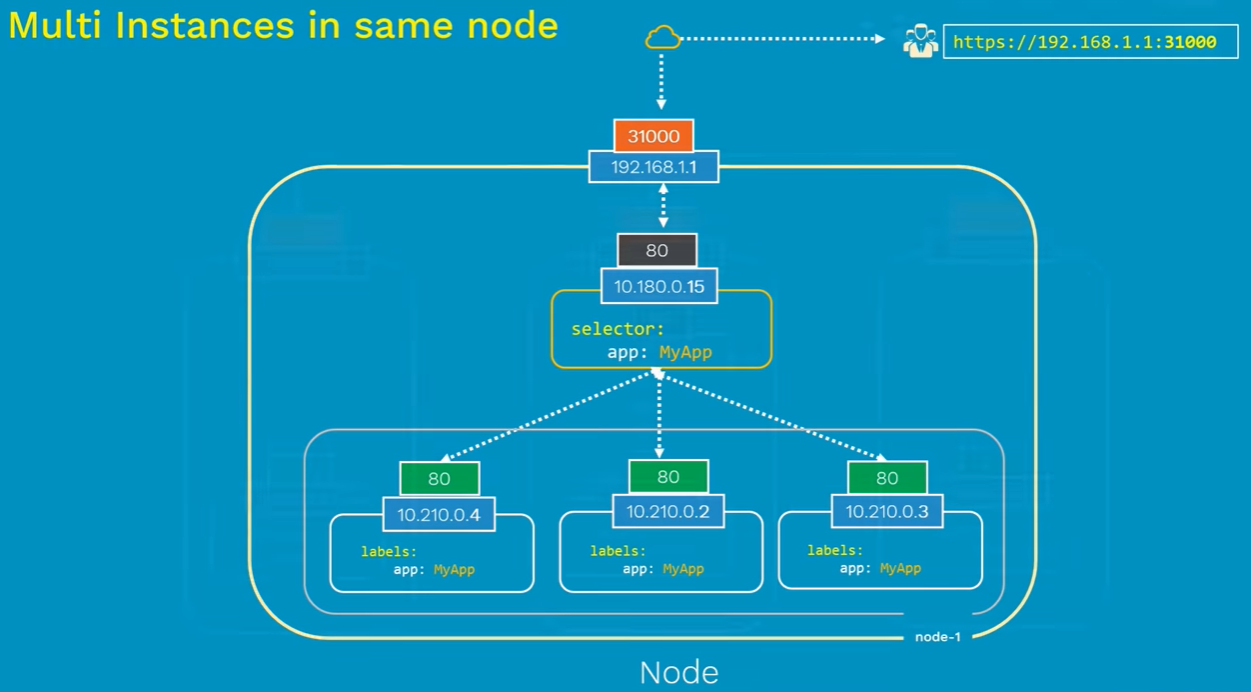 Multi Instances in same node
https://192.168.1.1:31000
31000
192.168.1.1
80
10.180.0.15
selector:
app: MyApp
80
10.210.0.4
labels:
app: MyApp
80
10.210.0.2
labels:
app: MyApp
80
10.210.0.3
labels:
app: MyApp
node-1
Node